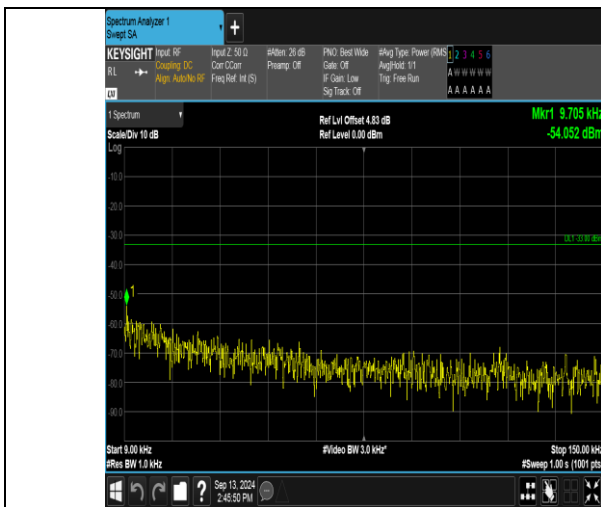 Spectrum Analyzer 1
Swept SA
+
KEYSIGHT Input: RF Input Z: 50 Ω #Atten: 26 dB PNO: Best Wide #Avg Type: Power (RMS 1 2 3 4 5 6
RL Coupling: DC Corr CCorr Preamp: Off Gate: Off Avg|Hold: 1/1 A W W W W W
Align: Auto/No RF Freq Ref: Int (S) IF Gain: Low Trig: Free Run
Sig Track: Off A A A A A A
LXI
1 Spectrum
Ref Lvl Offset 4.83 dB Mkr1 9.705 kHz
Scale/Div 10 dB Ref Level 0.00 dBm -54.052 dBm
Log
-10.0
-20.0
-30.0
DL1 -33.00 dBm
-50.0
1
-60.0
-70.0
-80.0
-90.0
Start 9.00 kHz #Video BW 3.0 kHz* Stop 150.00 kHz
#Res BW 1.0 kHz #Sweep 1.00 s (1001 pts
? Sep 13, 2024
2:45:50 PM